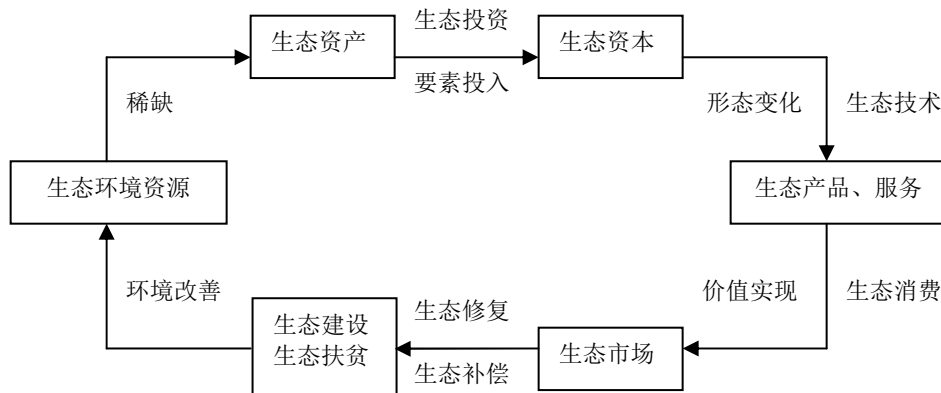 生态资产
生态投资
要素投入
生态资本
稀缺
形态变化
生态技术
生态环境资源
生态产品、服务
环境改善
价值实现
生态消费
生态建设
生态扶贫
生态修复
生态补偿
生态市场